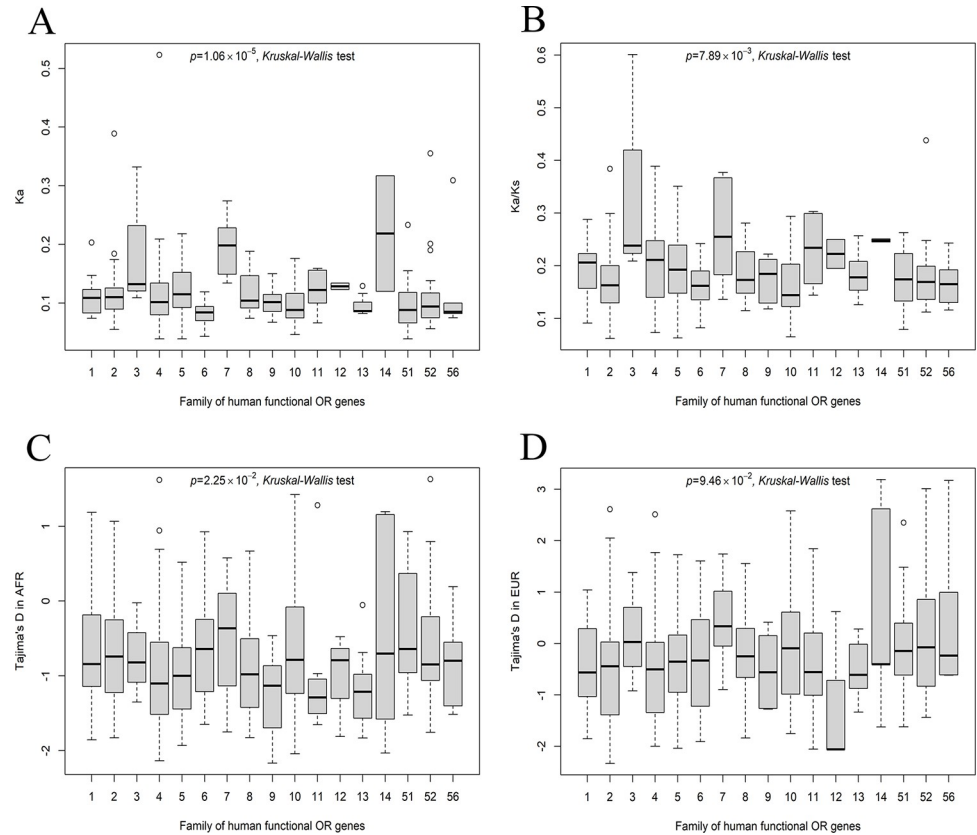 A
p=1.06×10⁻⁵, Kruskal-Wallis test
Ka
0.5
0.4
0.3
0.2
0.1
1 2 3 4 5 6 7 8 9 10 11 12 13 14 51 52 56
Family of human functional OR genes
B
p=7.89×10⁻³, Kruskal-Wallis test
Ka/Ks
0.6
0.5
0.4
0.3
0.2
0.1
1 2 3 4 5 6 7 8 9 10 11 12 13 14 51 52 56
Family of human functional OR genes
C
p=2.25×10⁻², Kruskal-Wallis test
Tajima's D in AFR
1
0
-1
-2
1 2 3 4 5 6 7 8 9 10 11 12 13 14 51 52 56
Family of human functional OR genes
D
p=9.46×10⁻², Kruskal-Wallis test
Tajima's D in EUR
3
2
1
0
-1
-2
1 2 3 4 5 6 7 8 9 10 11 12 13 14 51 52 56
Family of human functional OR genes